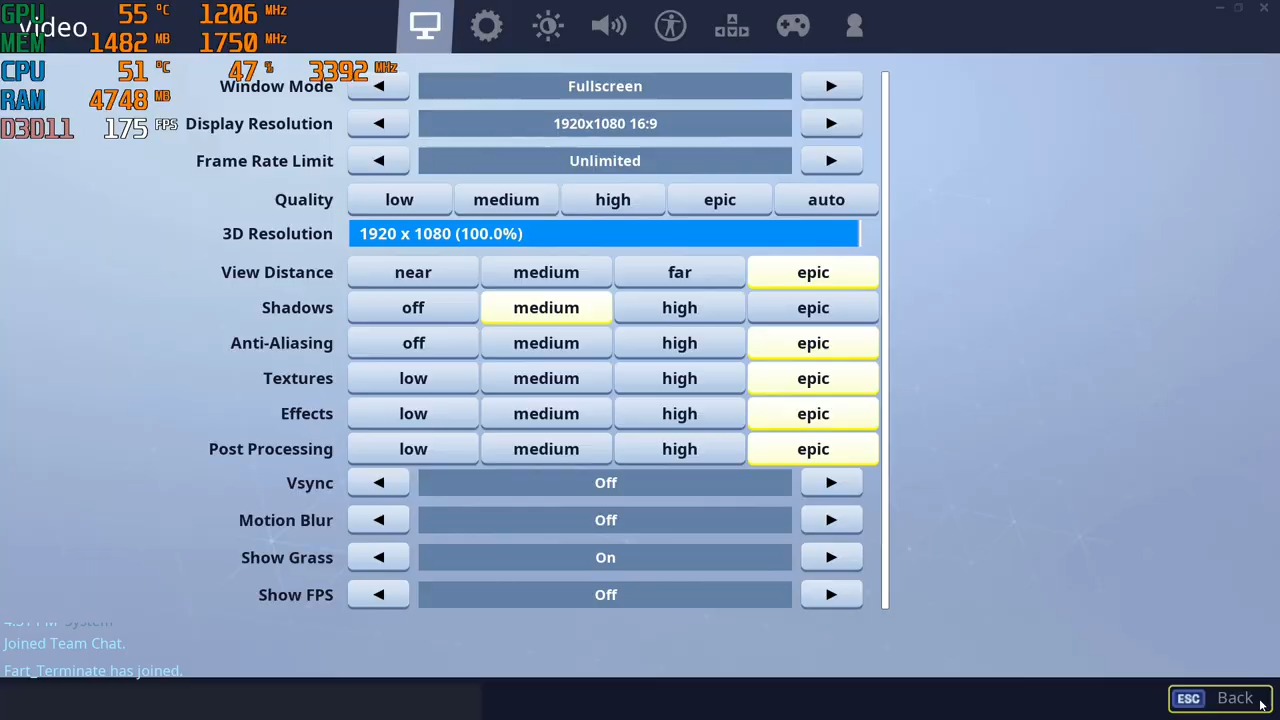 GPU 55 °C 1206 MHz
Video
MEM 1482 MB 1750 MHz
CPU 51 °C 47 % 3392 MHz
RAM 4748 MB
D3D11 175 FPS
Window Mode Fullscreen
Display Resolution 1920x1080 16:9
Frame Rate Limit Unlimited
Quality low medium high epic auto
3D Resolution 1920 x 1080 (100.0%)
View Distance near medium far epic
Shadows off medium high epic
Anti-Aliasing off medium high epic
Textures low medium high epic
Effects low medium high epic
Post Processing low medium high epic
Vsync Off
Motion Blur Off
Show Grass On
Show FPS Off
System
Joined Team Chat.
Fart_Terminate has joined.
ESC Back